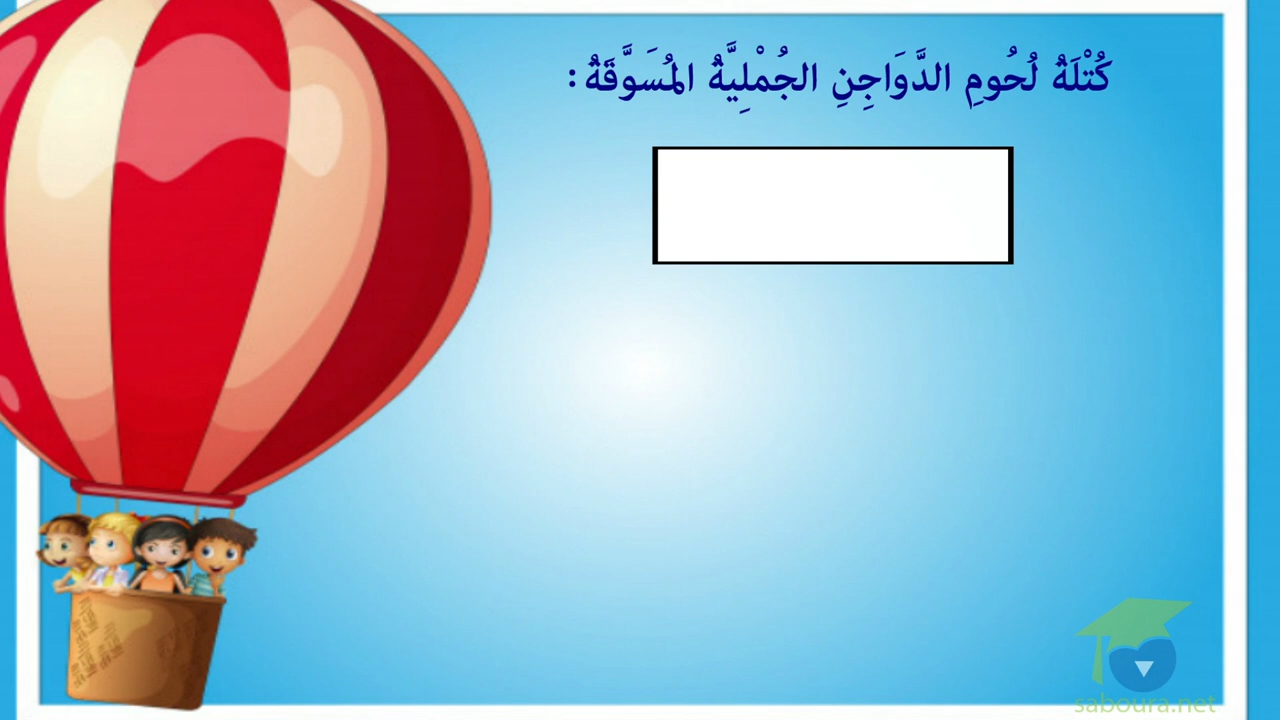 كُتْلَةُ لُحُومِ الدَّوَاجِنِ الجُمْلِيَّةُ المُسَوَّقَةُ :
saboura.net